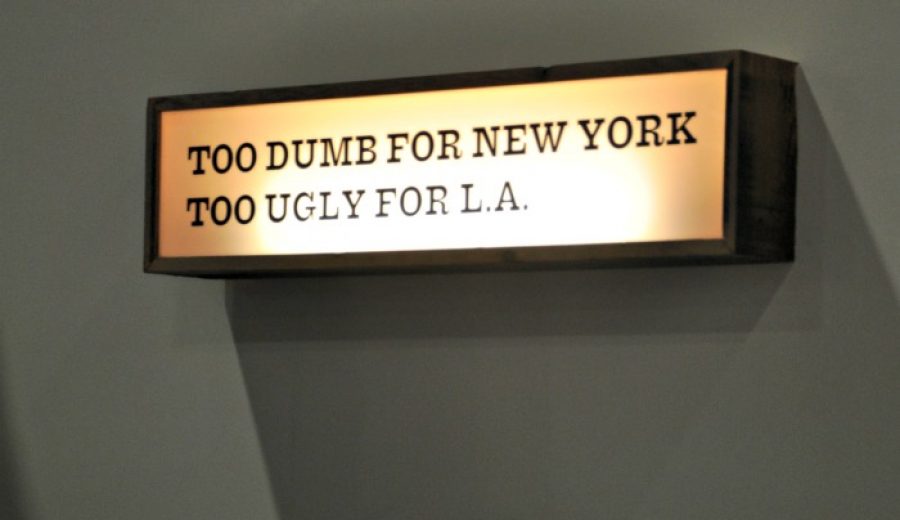 TOO DUMB FOR NEW YORK
TOO UGLY FOR L.A.